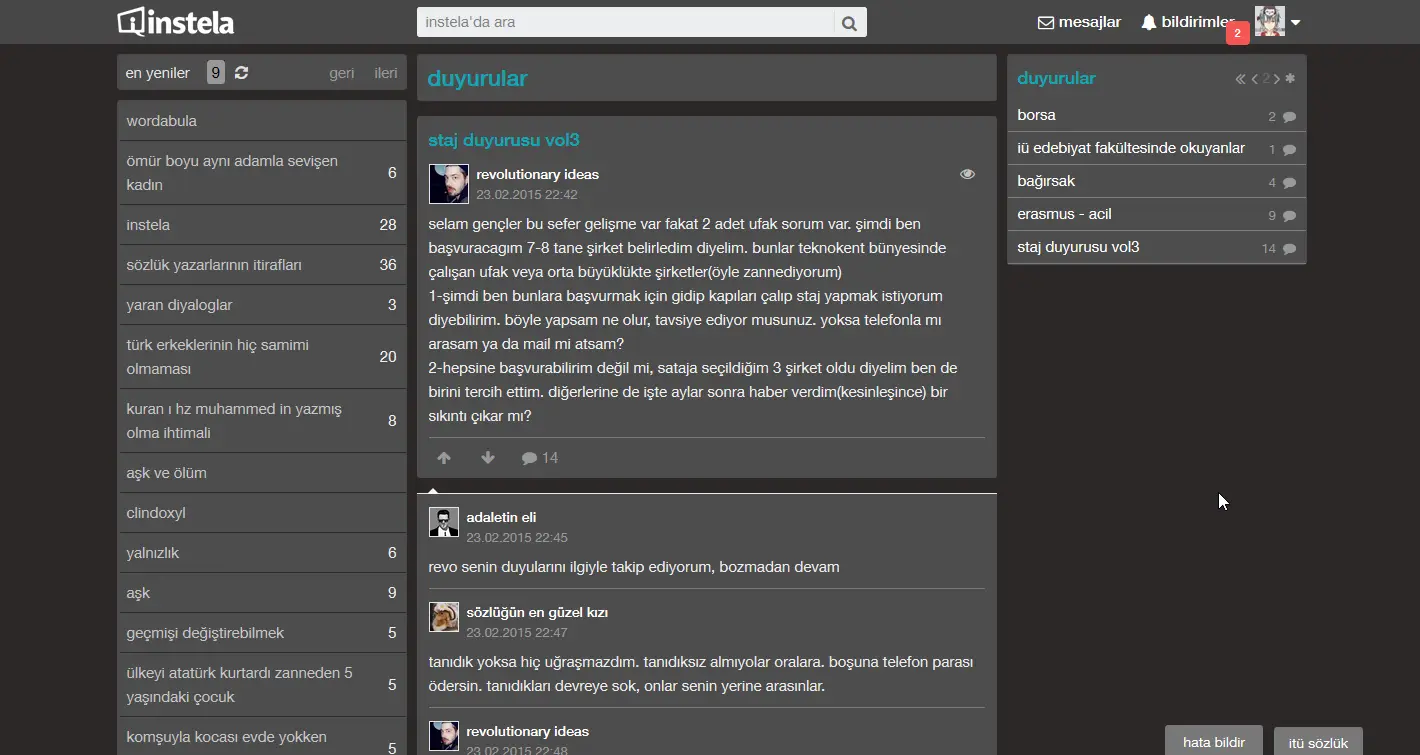 instela
instela'da ara
mesajlar
bildirimler
2
en yeniler 9 geri ileri
wordabula
ömür boyu aynı adamla sevişen
kadın
6
instela 28
sözlük yazarlarının itirafları 36
yaran diyaloglar 3
türk erkeklerinin hiç samimi
olmaması
20
kuran ı hz muhammed in yazmış
olma ihtimali
8
aşk ve ölüm
clindoxyl
yalnızlık 6
aşk 9
geçmişi değiştirebilmek 5
ülkeyi atatürk kurtardı zanneden 5
yaşındaki çocuk
5
komşuyla kocası evde yokken
5
duyurular
staj duyurusu vol3
revolutionary ideas
23.02.2015 22:42
selam gençler bu sefer gelişme var fakat 2 adet ufak sorum var. şimdi ben
başvuracagım 7-8 tane şirket belirledim diyelim. bunlar teknokent bünyesinde
çalışan ufak veya orta büyüklükte şirketler(öyle zannediyorum)
1-şimdi ben bunlara başvurmak için gidip kapıları çalıp staj yapmak istiyorum
diyebilirim. böyle yapsam ne olur, tavsiye ediyor musunuz. yoksa telefonla mı
arasam ya da mail mi atsam?
2-hepsine başvurabilirim değil mi, sataja seçildiğim 3 şirket oldu diyelim ben de
birini tercih ettim. diğerlerine de işte aylar sonra haber verdim(kesinleşince) bir
sıkıntı çıkar mı?
14
adaletin eli
23.02.2015 22:45
revo senin duyularını ilgiyle takip ediyorum, bozmadan devam
sözlüğün en güzel kızı
23.02.2015 22:47
tanıdık yoksa hiç uğraşmazdım. tanıdıksız almıyolar oralara. boşuna telefon parası
ödersin. tanıdıkları devreye sok, onlar senin yerine arasınlar.
revolutionary ideas
23.02.2015 22:48
duyurular « ‹ 2 › *
borsa 2
iü edebiyat fakültesinde okuyanlar 1
bağırsak 4
erasmus - acil 9
staj duyurusu vol3 14
hata bildir
itü sözlük